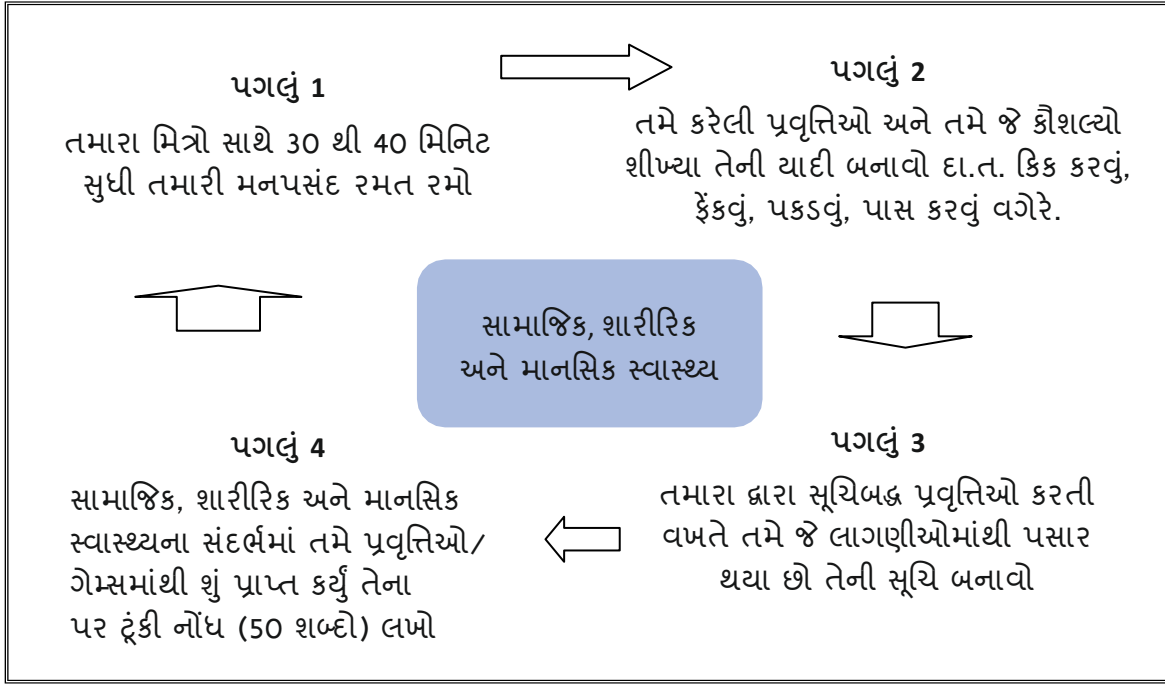 પગલું 1
તમારા મિત્રો સાથે 30 થી 40 મિનિટ
સુધી તમારી મનપસંદ રમત રમો
પગલું 2
તમે કરેલી પ્રવૃત્તિઓ અને તમે જે કૌશલ્યો
શીખ્યા તેની યાદી બનાવો દા.ત. કિક કરવું,
ફેંકવું, પકડવું, પાસ કરવું વગેરે.
સામાજિક, શારીરિક
અને માનસિક સ્વાસ્થ્ય
પગલું 3
તમારા દ્વારા સૂચિબદ્ધ પ્રવૃત્તિઓ કરતી
વખતે તમે જે લાગણીઓમાંથી પસાર
થયા છો તેની સૂચિ બનાવો
પગલું 4
સામાજિક, શારીરિક અને માનસિક
સ્વાસ્થ્યના સંદર્ભમાં તમે પ્રવૃત્તિઓ/
ગેમ્સમાંથી શું પ્રાપ્ત કર્યું તેના
પર ટૂંકી નોંધ (50 શબ્દો) લખો